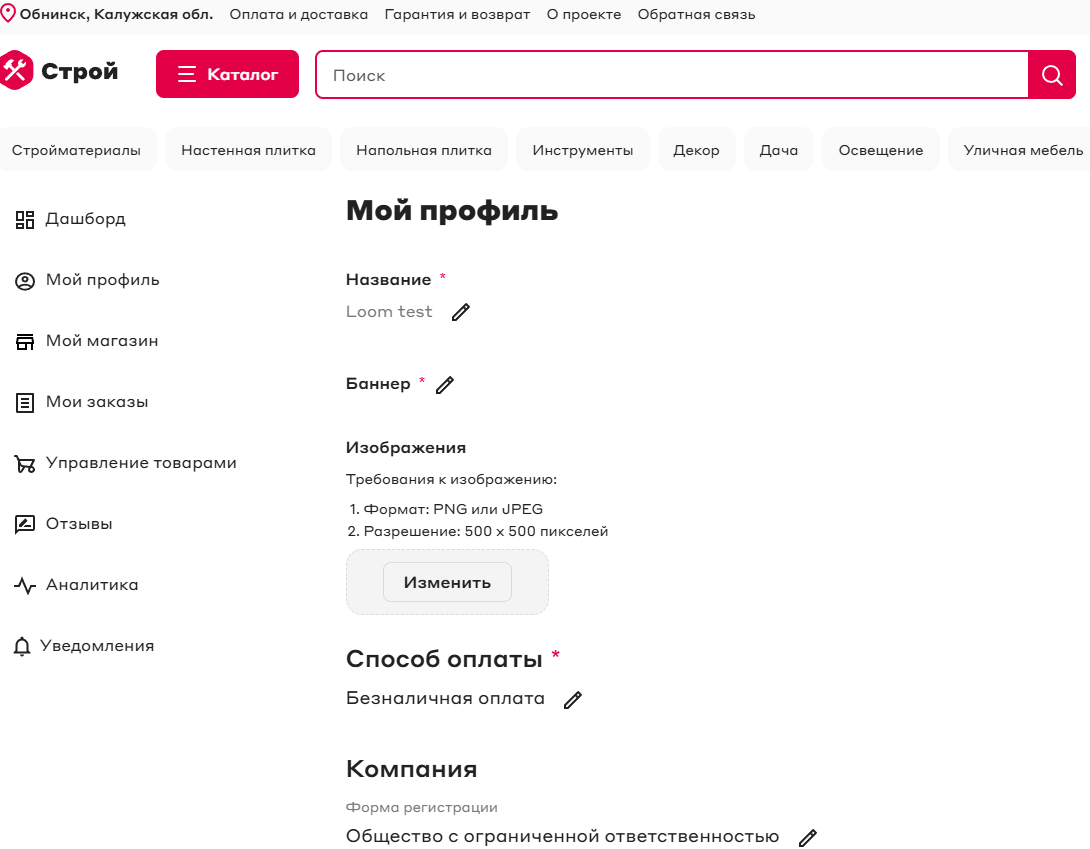 Обнинск, Калужская обл. Оплата и доставка Гарантия и возврат О проекте Обратная связь
Строй Каталог Поиск
Стройматериалы Настенная плитка Напольная плитка Инструменты Декор Дача Освещение Уличная мебель
Дашборд
Мой профиль
Мой магазин
Мои заказы
Управление товарами
Отзывы
Аналитика
Уведомления
Мой профиль
Название *
Loom test
Баннер *
Изображения
Требования к изображению:
1. Формат: PNG или JPEG
2. Разрешение: 500 x 500 пикселей
Изменить
Способ оплаты *
Безналичная оплата
Компания
Форма регистрации
Общество с ограниченной ответственностью